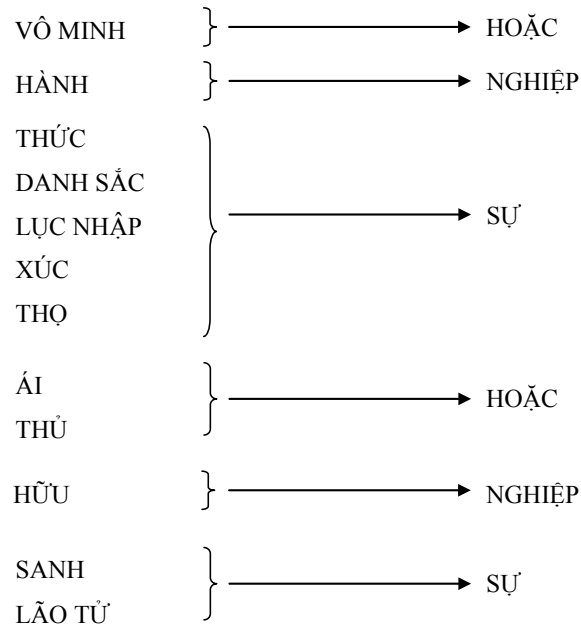 VÔ MINH HOẶC
HÀNH NGHIỆP
THỨC
DANH SẮC
LỤC NHẬP SỰ
XÚC
THỌ
ÁI
HOẶC
THỦ
HỮU NGHIỆP
SANH
SỰ
LÃO TỬ